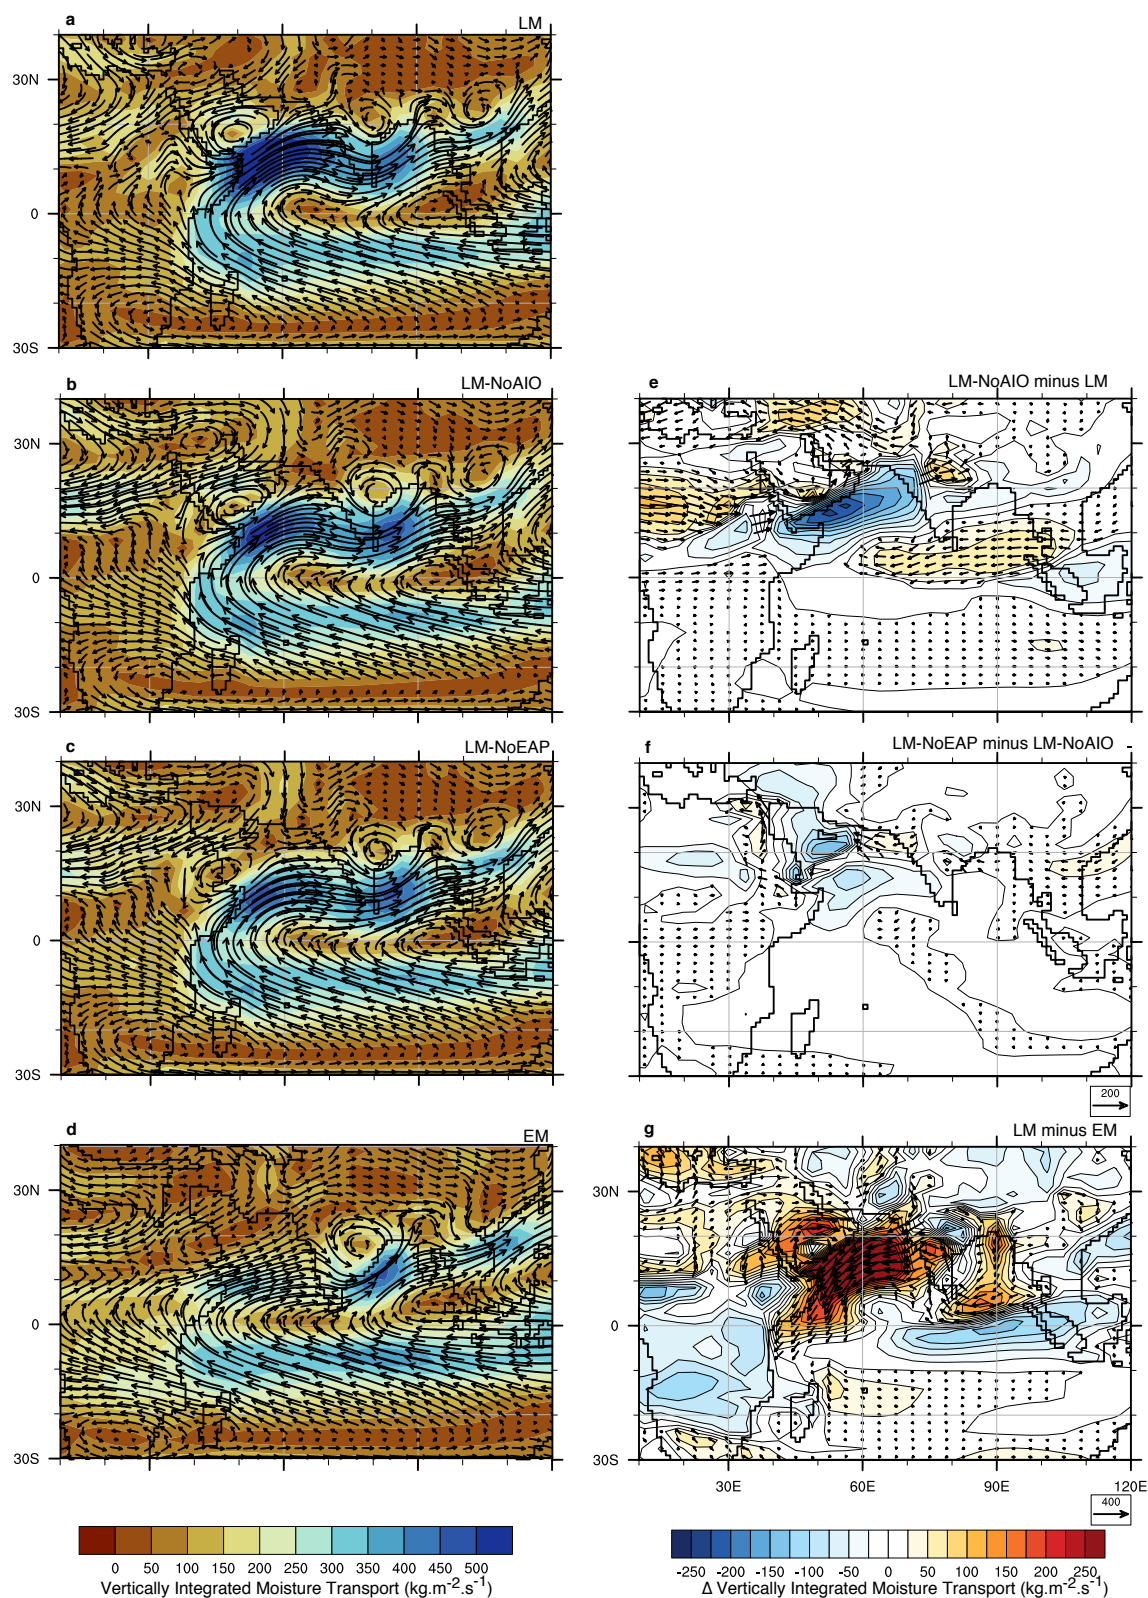 a LM
30N
0
30S
b LM-NoAIO
30N
0
30S
e LM-NoAIO minus LM
c LM-NoEAP
30N
0
30S
f LM-NoEAP minus LM-NoAIO
200
d EM
30N
0
30S
g LM minus EM
30N
0
30S
30E 60E 90E 120E
400
0 50 100 150 200 250 300 350 400 450 500
Vertically Integrated Moisture Transport (kg.m⁻².s⁻¹)
-250 -200 -150 -100 -50 0 50 100 150 200 250
Δ Vertically Integrated Moisture Transport (kg.m⁻².s⁻¹)